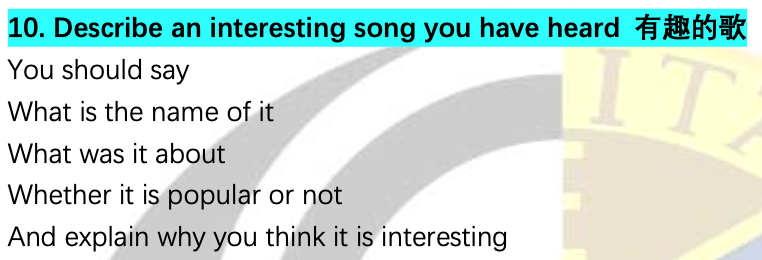 10. Describe an interesting song you have heard 有趣的歌
You should say
What is the name of it
What was it about
Whether it is popular or not
And explain why you think it is interesting
ITA